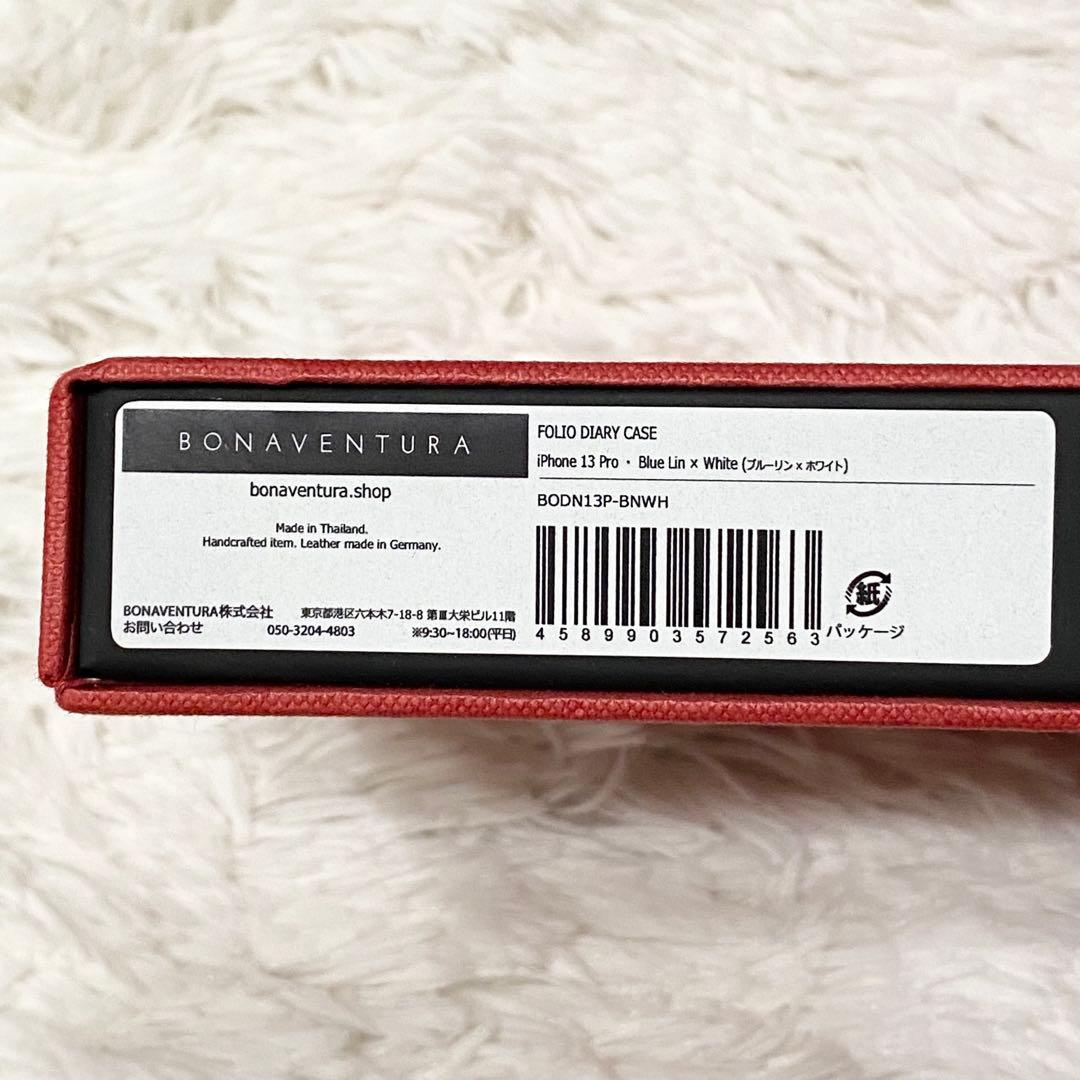 BONAVENTURA
bonaventura.shop
Made in Thailand.
Handcrafted item. Leather made in Germany.
BONAVENTURA株式会社 東京都港区六本木7-18-8 第Ⅲ大栄ビル11階
お問い合わせ 050-3204-4803 ※9:30~18:00(平日)
FOLIO DIARY CASE
iPhone 13 Pro・Blue Lin × White (ブルーリン × ホワイト)
BODN13P-BNWH
4589903572563
紙
パッケージ